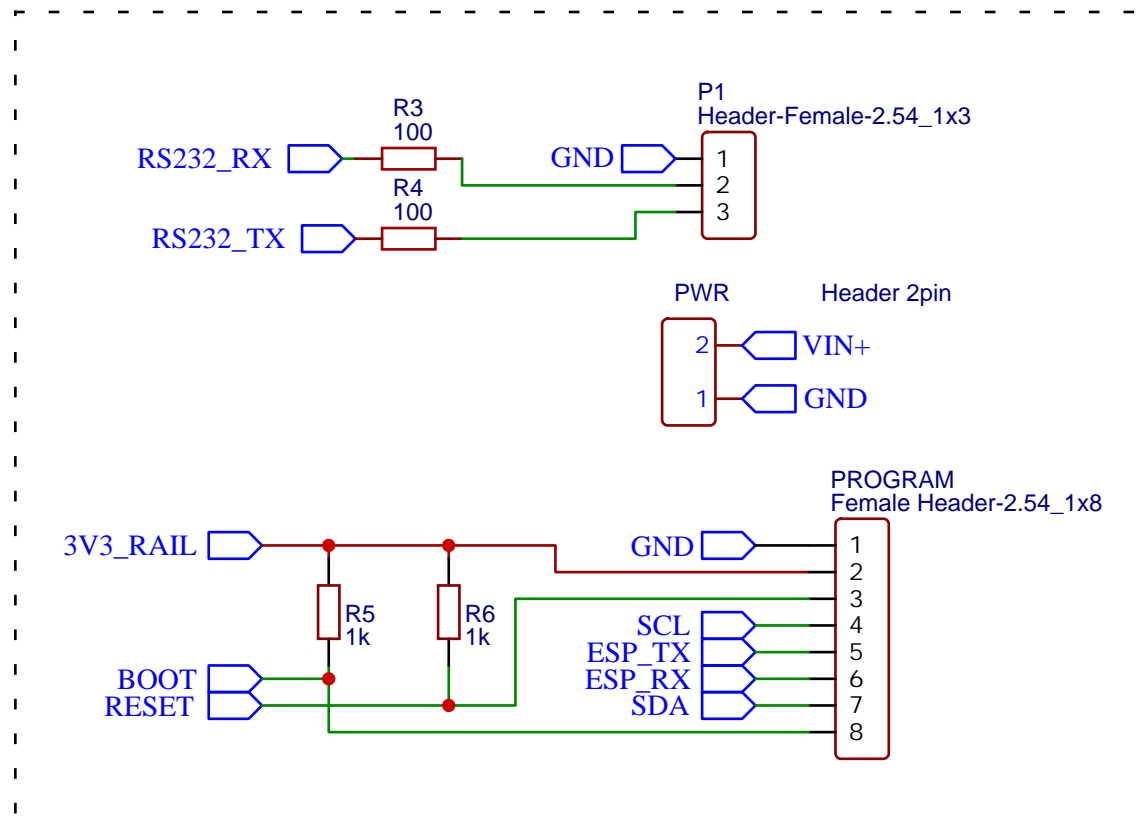 P1
Header-Female-2.54_1x3
R3
100
RS232_RX
GND
1
2
3
R4
100
RS232_TX
PWR
Header 2pin
2
VIN+
1
GND
PROGRAM
Female Header-2.54_1x8
3V3_RAIL
GND
1
2
3
4
5
6
7
8
R5
1k
R6
1k
SCL
ESP_TX
ESP_RX
SDA
BOOT
RESET